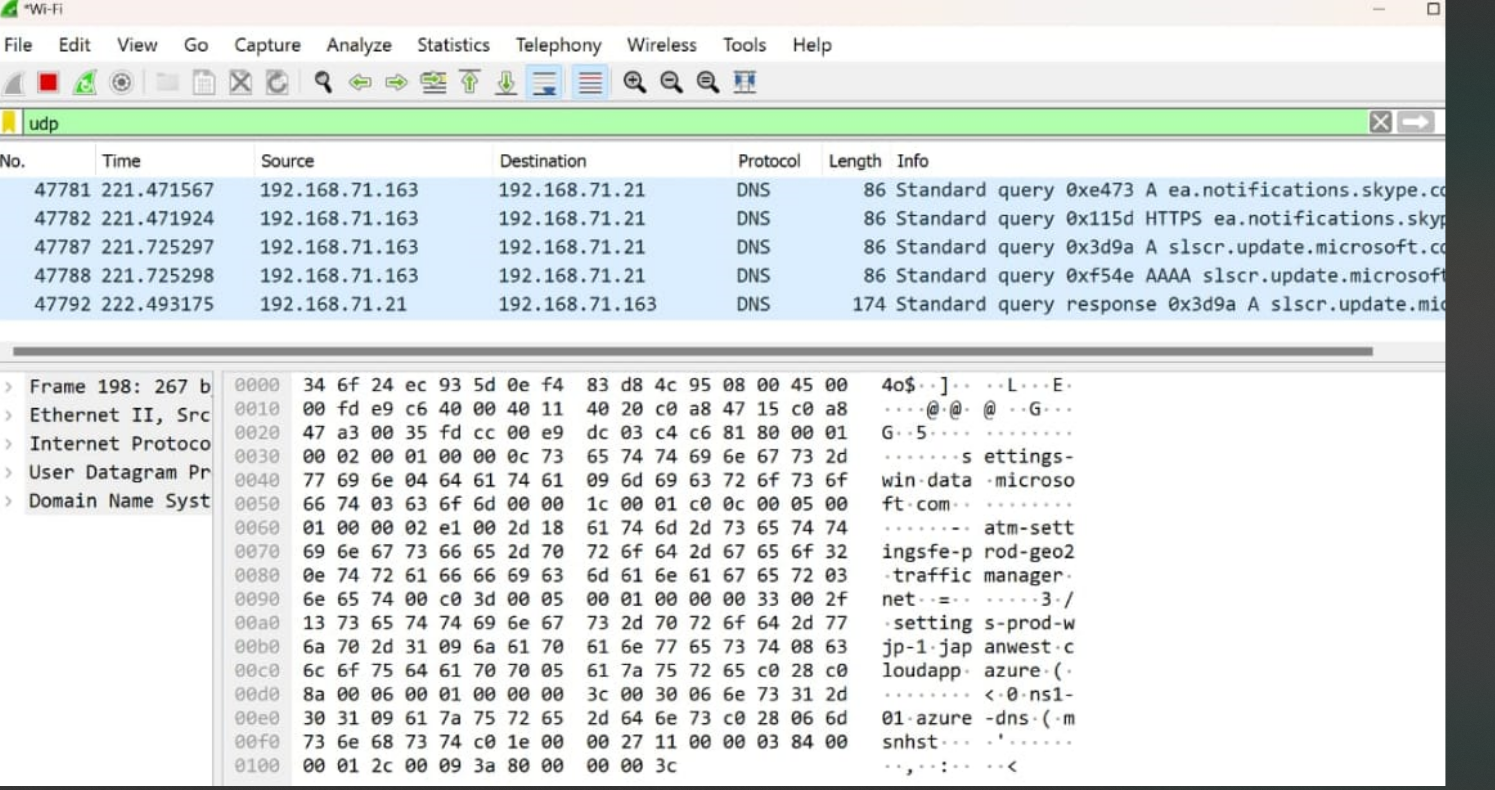 *Wi-Fi
File Edit View Go Capture Analyze Statistics Telephony Wireless Tools Help
udp
No. Time Source Destination Protocol Length Info
47781 221.471567 192.168.71.163 192.168.71.21 DNS 86 Standard query 0xe473 A ea.notifications.skype.co
47782 221.471924 192.168.71.163 192.168.71.21 DNS 86 Standard query 0x115d HTTPS ea.notifications.skyp
47787 221.725297 192.168.71.163 192.168.71.21 DNS 86 Standard query 0x3d9a A slscr.update.microsoft.co
47788 221.725298 192.168.71.163 192.168.71.21 DNS 86 Standard query 0xf54e AAAA slscr.update.microsoft
47792 222.493175 192.168.71.21 192.168.71.163 DNS 174 Standard query response 0x3d9a A slscr.update.mic
Frame 198: 267 b
Ethernet II, Src
Internet Protoco
User Datagram Pr
Domain Name Syst
0000 34 6f 24 ec 93 5d 0e f4 83 d8 4c 95 08 00 45 00 4o$··]·· ··L···E·
0010 00 fd e9 c6 40 00 40 11 40 20 c0 a8 47 15 c0 a8 ····@·@· @ ··G···
0020 47 a3 00 35 fd cc 00 e9 dc 03 c4 c6 81 80 00 01 G··5···· ········
0030 00 02 00 01 00 00 0c 73 65 74 74 69 6e 67 73 2d ·······s ettings-
0040 77 69 6e 04 64 61 74 61 09 6d 69 63 72 6f 73 6f win·data ·microso
0050 66 74 03 63 6f 6d 00 00 1c 00 01 c0 0c 00 05 00 ft·com·· ········
0060 01 00 00 02 e1 00 2d 18 61 74 6d 2d 73 65 74 74 ······-· atm-sett
0070 69 6e 67 73 66 65 2d 70 72 6f 64 2d 67 65 6f 32 ingsfe-p rod-geo2
0080 0e 74 72 61 66 66 69 63 6d 61 6e 61 67 65 72 03 ·traffic manager·
0090 6e 65 74 00 c0 3d 00 05 00 01 00 00 00 33 00 2f net··=·· ·····3·/
00a0 13 73 65 74 74 69 6e 67 73 2d 70 72 6f 64 2d 77 ·setting s-prod-w
00b0 6a 70 2d 31 09 6a 61 70 61 6e 77 65 73 74 08 63 jp-1·jap anwest·c
00c0 6c 6f 75 64 61 70 70 05 61 7a 75 72 65 c0 28 c0 loudapp· azure·(·
00d0 8a 00 06 00 01 00 00 00 3c 00 30 06 6e 73 31 2d ········ <·0·ns1-
00e0 30 31 09 61 7a 75 72 65 2d 64 6e 73 c0 28 06 6d 01·azure -dns·(·m
00f0 73 6e 68 73 74 c0 1e 00 00 27 11 00 00 03 84 00 snhst··· ·'······
0100 00 01 2c 00 09 3a 80 00 00 00 3c ··,··:·· ··<